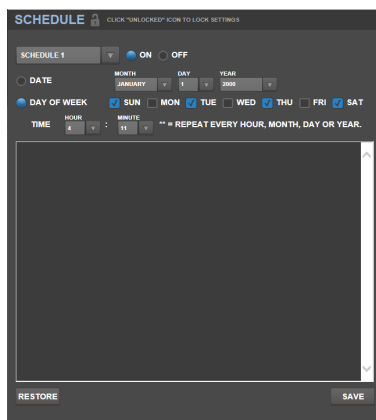 SCHEDULE CLICK "UNLOCKED" ICON TO LOCK SETTINGS
SCHEDULE 1 ON OFF
MONTH DAY YEAR
DATE JANUARY 1 2000
DAY OF WEEK SUN MON TUE WED THU FRI SAT
HOUR MINUTE
TIME 4 : 11 ** = REPEAT EVERY HOUR, MONTH, DAY OR YEAR.
RESTORE SAVE